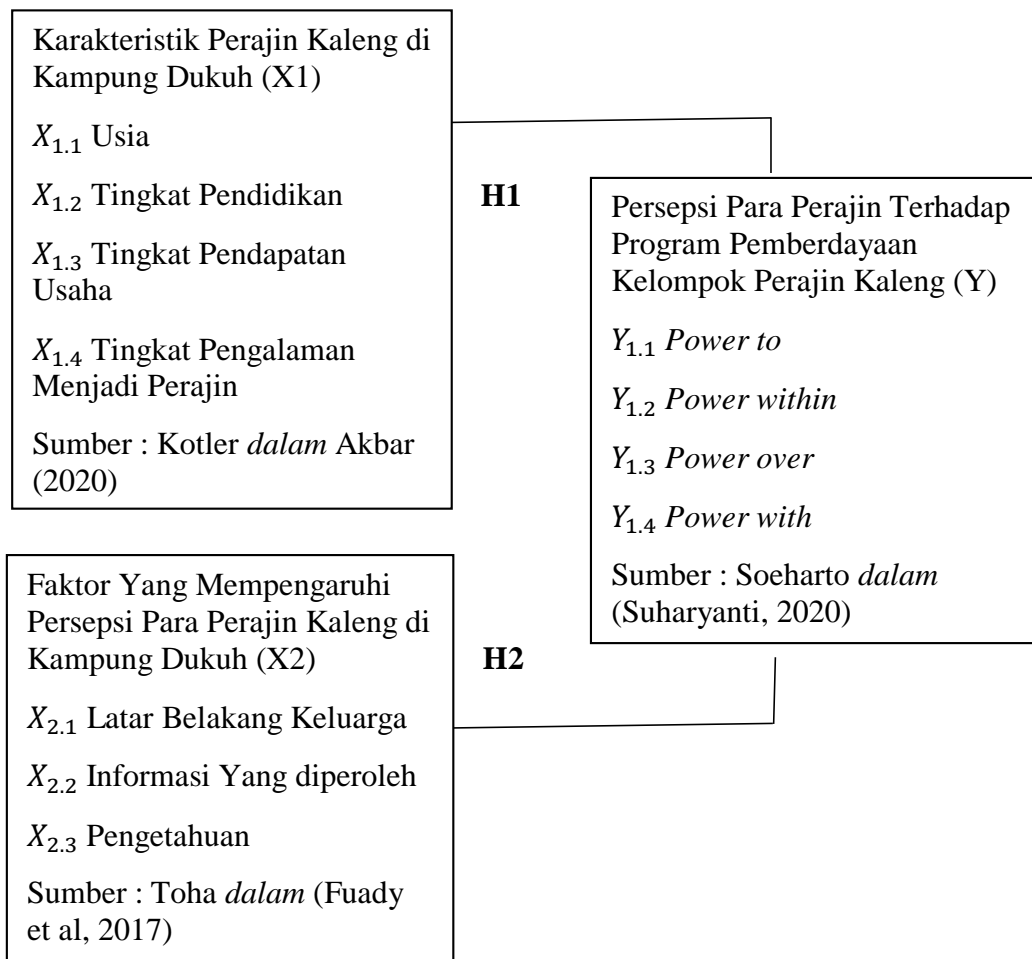 Karakteristik Perajin Kaleng di
Kampung Dukuh (X1)
X1.1 Usia
X1.2 Tingkat Pendidikan
X1.3 Tingkat Pendapatan
Usaha
X1.4 Tingkat Pengalaman
Menjadi Perajin
Sumber : Kotler dalam Akbar
(2020)
H1
Persepsi Para Perajin Terhadap
Program Pemberdayaan
Kelompok Perajin Kaleng (Y)
Y1.1 Power to
Y1.2 Power within
Y1.3 Power over
Y1.4 Power with
Sumber : Soeharto dalam
(Suharyanti, 2020)
Faktor Yang Mempengaruhi
Persepsi Para Perajin Kaleng di
Kampung Dukuh (X2)
X2.1 Latar Belakang Keluarga
X2.2 Informasi Yang diperoleh
X2.3 Pengetahuan
Sumber : Toha dalam (Fuady
et al, 2017)
H2